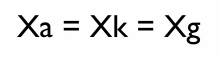 Xa = Xk = Xg